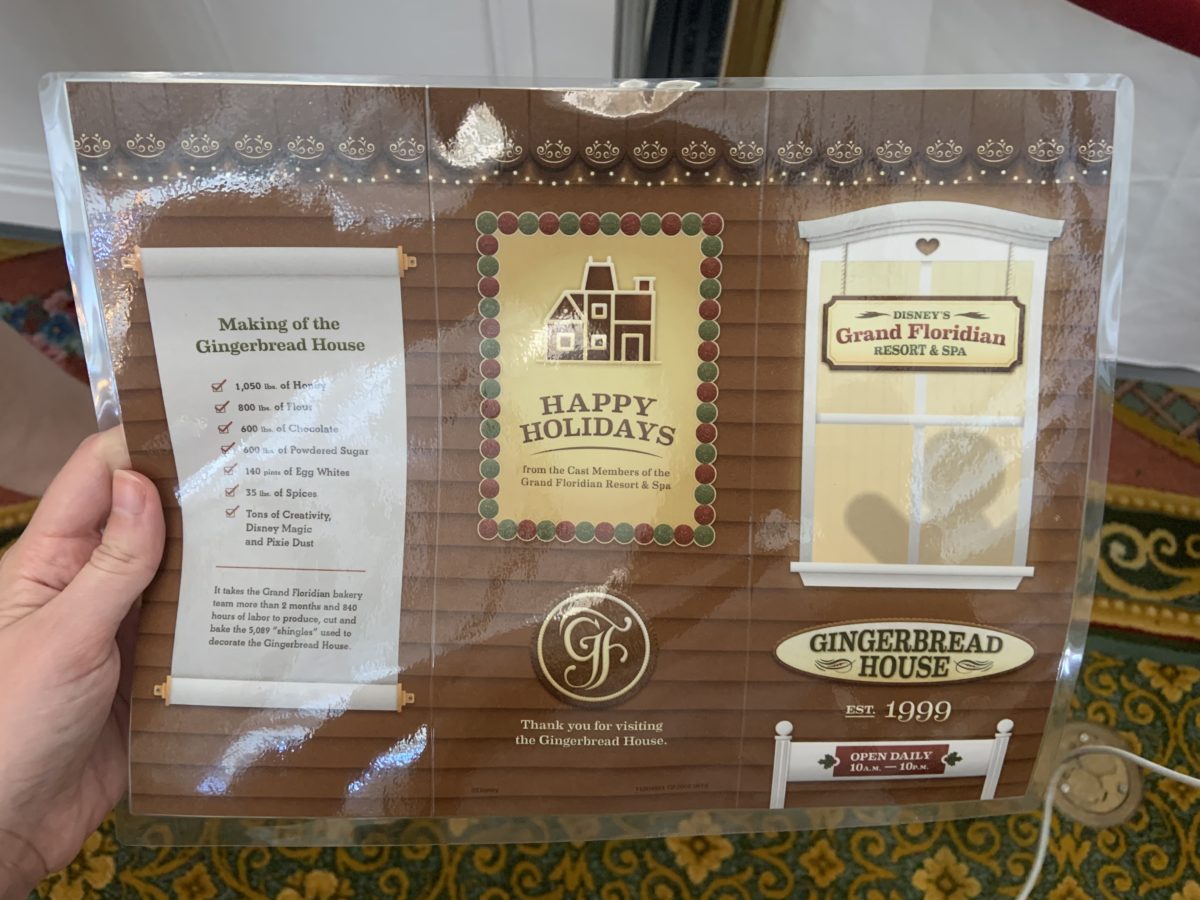 Making of the
Gingerbread House
1,050 lbs. of Honey
800 lbs. of Flour
600 lbs. of Chocolate
600 lbs. of Powdered Sugar
140 pints of Egg Whites
35 lbs. of Spices
Tons of Creativity,
Disney Magic
and Pixie Dust
It takes the Grand Floridian bakery
team more than 2 months and 840
hours of labor to produce, cut and
bake the 5,089 "shingles" used to
decorate the Gingerbread House.
HAPPY
HOLIDAYS
from the Cast Members of the
Grand Floridian Resort & Spa
GF
Thank you for visiting
the Gingerbread House.
©Disney
DISNEY'S
Grand Floridian
RESORT & SPA
GINGERBREAD
HOUSE
EST. 1999
OPEN DAILY
10A.M. — 10P.M.